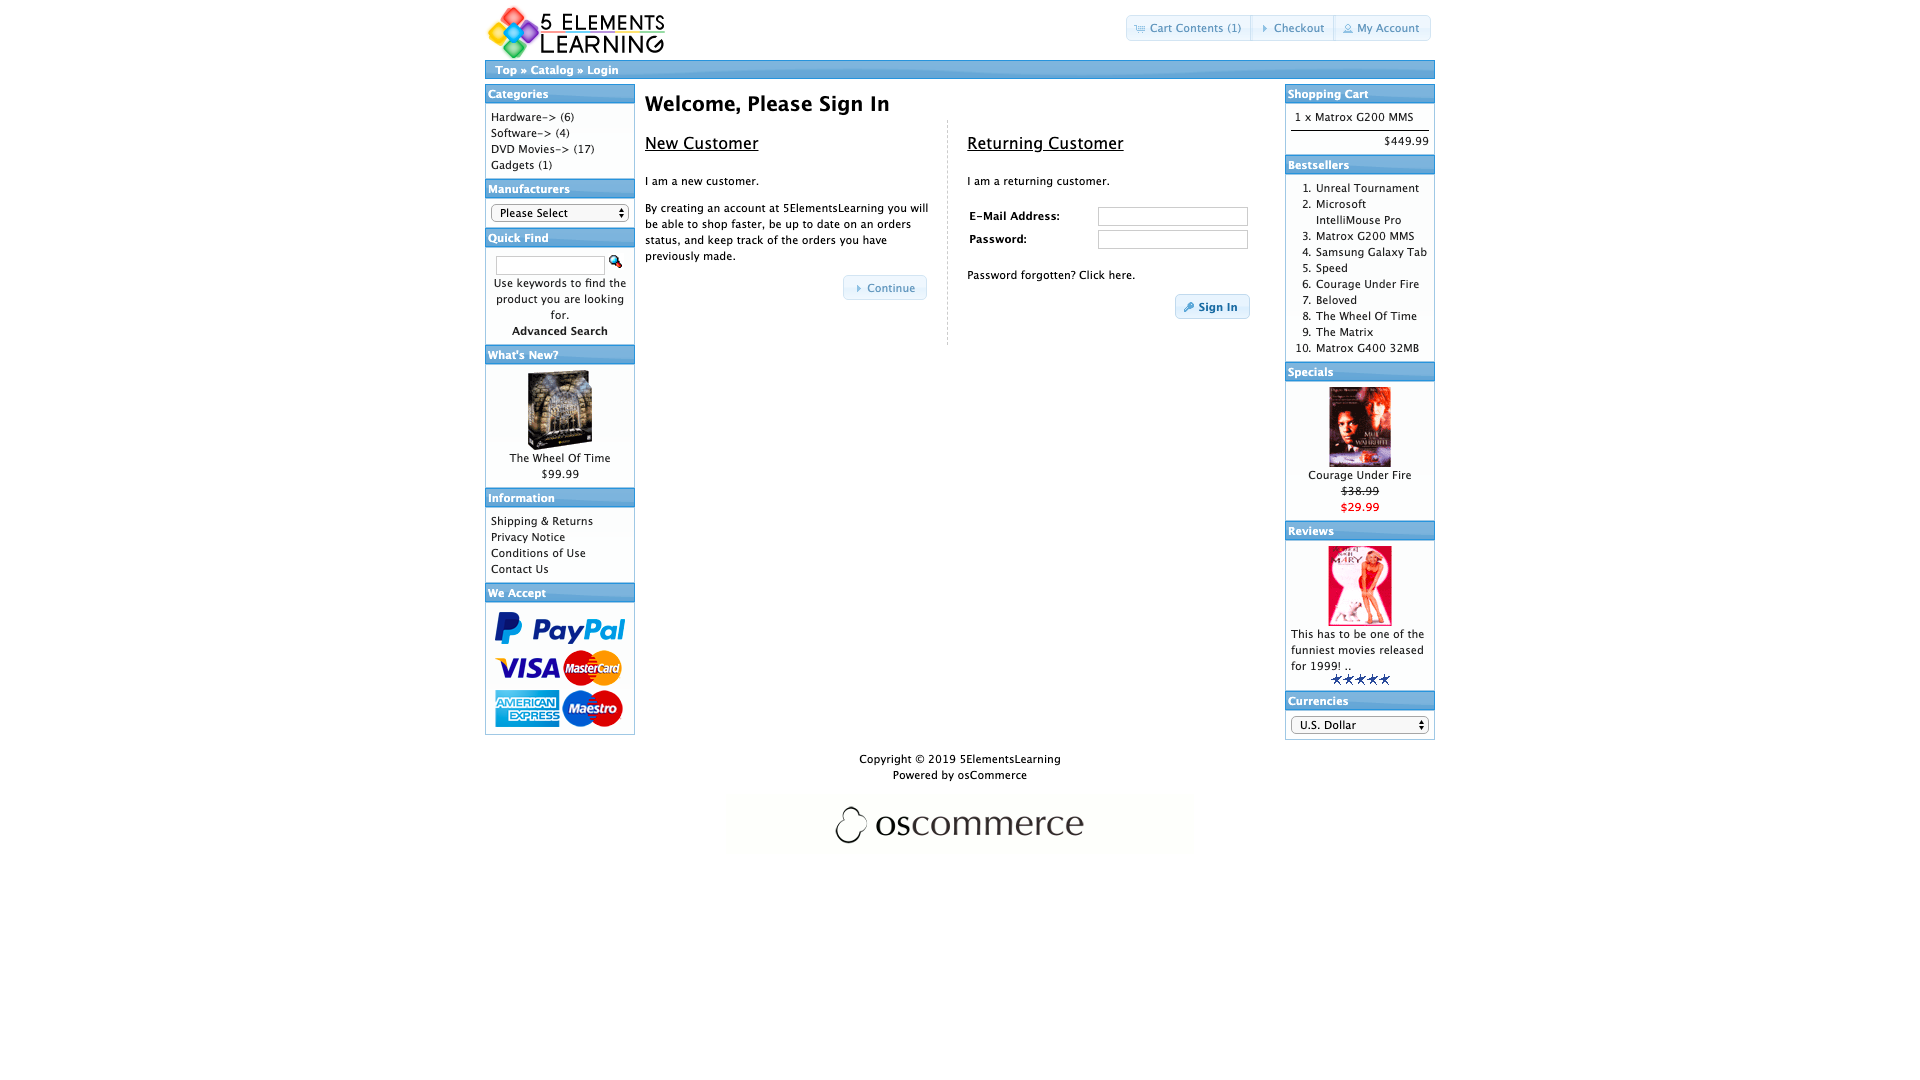 5 ELEMENTS
LEARNING
Cart Contents (1)
Checkout
My Account
Top » Catalog » Login
Categories
Hardware-> (6)
Software-> (4)
DVD Movies-> (17)
Gadgets (1)
Manufacturers
Please Select
Quick Find
Use keywords to find the
product you are looking
for.
Advanced Search
What's New?
The Wheel Of Time
$99.99
Information
Shipping & Returns
Privacy Notice
Conditions of Use
Contact Us
We Accept
PayPal
VISA
MasterCard
AMERICAN
EXPRESS
Maestro
Welcome, Please Sign In
New Customer
I am a new customer.
By creating an account at 5ElementsLearning you will
be able to shop faster, be up to date on an orders
status, and keep track of the orders you have
previously made.
Continue
Returning Customer
I am a returning customer.
E-Mail Address:
Password:
Password forgotten? Click here.
Sign In
Shopping Cart
1 x Matrox G200 MMS
$449.99
Bestsellers
1. Unreal Tournament
2. Microsoft
IntelliMouse Pro
3. Matrox G200 MMS
4. Samsung Galaxy Tab
5. Speed
6. Courage Under Fire
7. Beloved
8. The Wheel Of Time
9. The Matrix
10. Matrox G400 32MB
Specials
Courage Under Fire
$38.99
$29.99
Reviews
MARY
This has to be one of the
funniest movies released
for 1999! ..
Currencies
U.S. Dollar
Copyright © 2019 5ElementsLearning
Powered by osCommerce
oscommerce